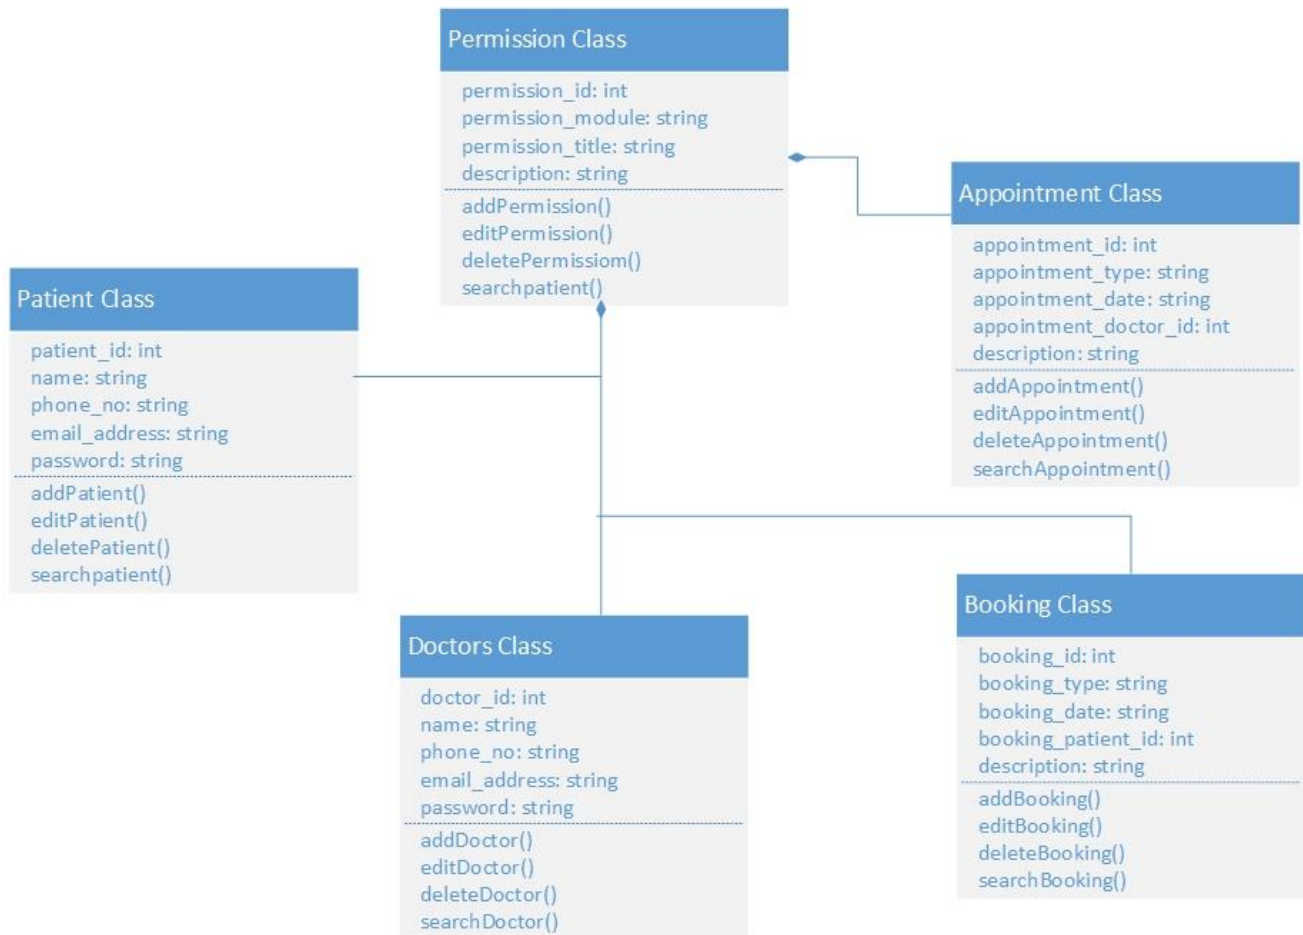 Permission Class
permission_id: int
permission_module: string
permission_title: string
description: string
addPermission()
editPermission()
deletePermissiom()
searchpatient()
Appointment Class
appointment_id: int
appointment_type: string
appointment_date: string
appointment_doctor_id: int
description: string
addAppointment()
editAppointment()
deleteAppointment()
searchAppointment()
Patient Class
patient_id: int
name: string
phone_no: string
email_address: string
password: string
addPatient()
editPatient()
deletePatient()
searchpatient()
Doctors Class
doctor_id: int
name: string
phone_no: string
email_address: string
password: string
addDoctor()
editDoctor()
deleteDoctor()
searchDoctor()
Booking Class
booking_id: int
booking_type: string
booking_date: string
booking_patient_id: int
description: string
addBooking()
editBooking()
deleteBooking()
searchBooking()